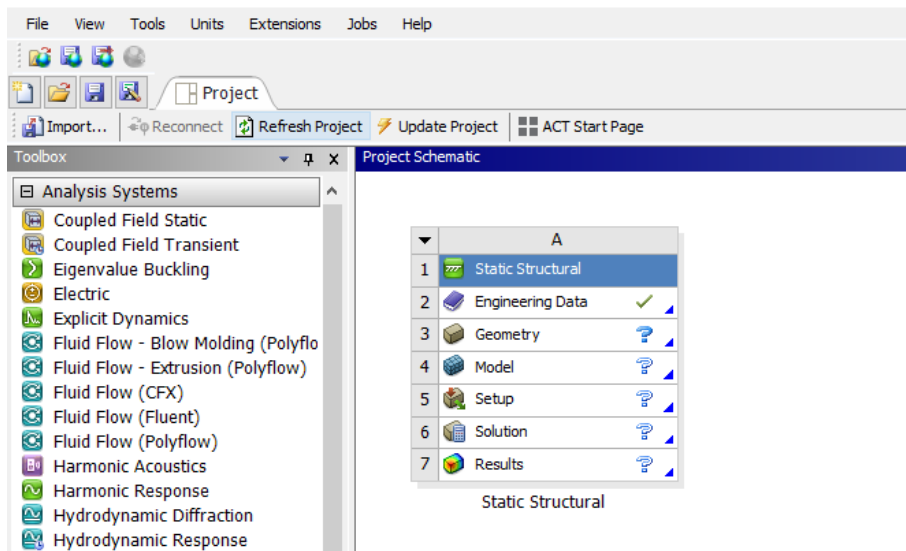 File View Tools Units Extensions Jobs Help
Project
Import... Reconnect Refresh Project Update Project ACT Start Page
Toolbox
Project Schematic
Analysis Systems
Coupled Field Static
Coupled Field Transient
Eigenvalue Buckling
Electric
Explicit Dynamics
Fluid Flow - Blow Molding (Polyflo
Fluid Flow - Extrusion (Polyflow)
Fluid Flow (CFX)
Fluid Flow (Fluent)
Fluid Flow (Polyflow)
Harmonic Acoustics
Harmonic Response
Hydrodynamic Diffraction
Hydrodynamic Response
A
1 Static Structural
2 Engineering Data
3 Geometry ?
4 Model ?
5 Setup ?
6 Solution ?
7 Results ?
Static Structural